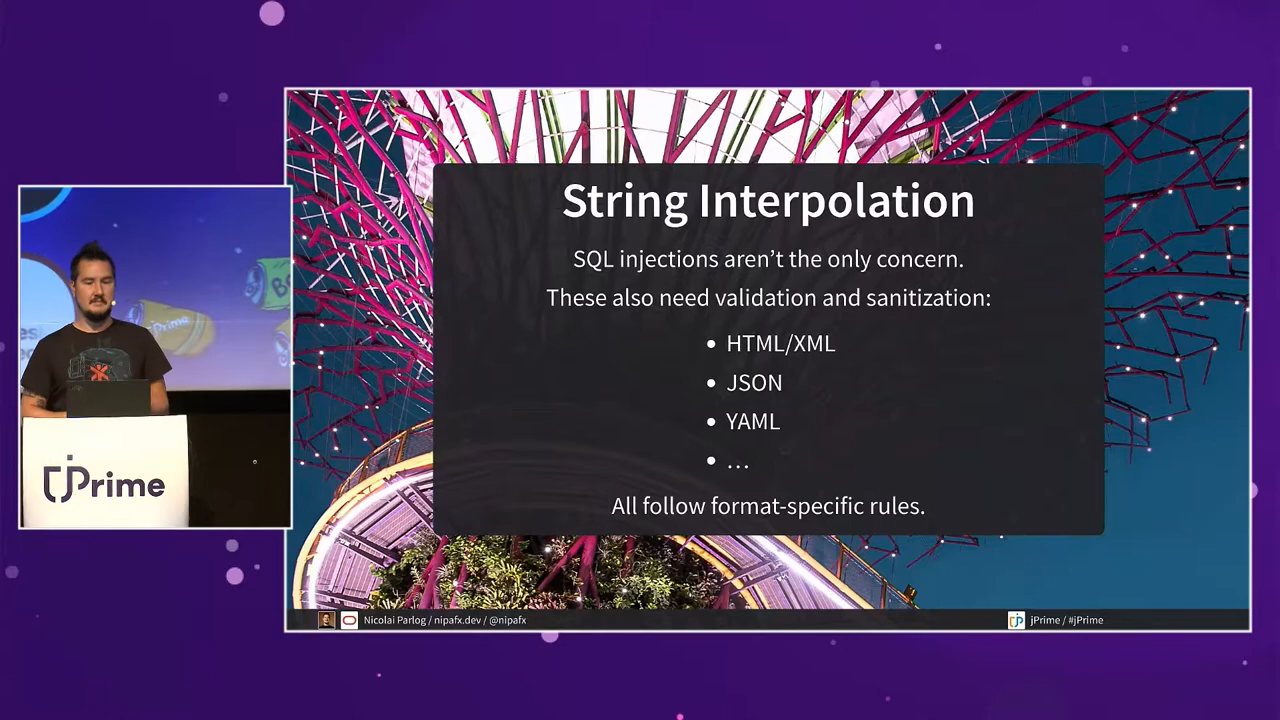 String Interpolation
SQL injections aren’t the only concern.
These also need validation and sanitization:
• HTML/XML
• JSON
• YAML
• …
All follow format-specific rules.
jPrime
Nicolai Parlog / nipafx.dev / @nipafx
jPrime / #jPrime